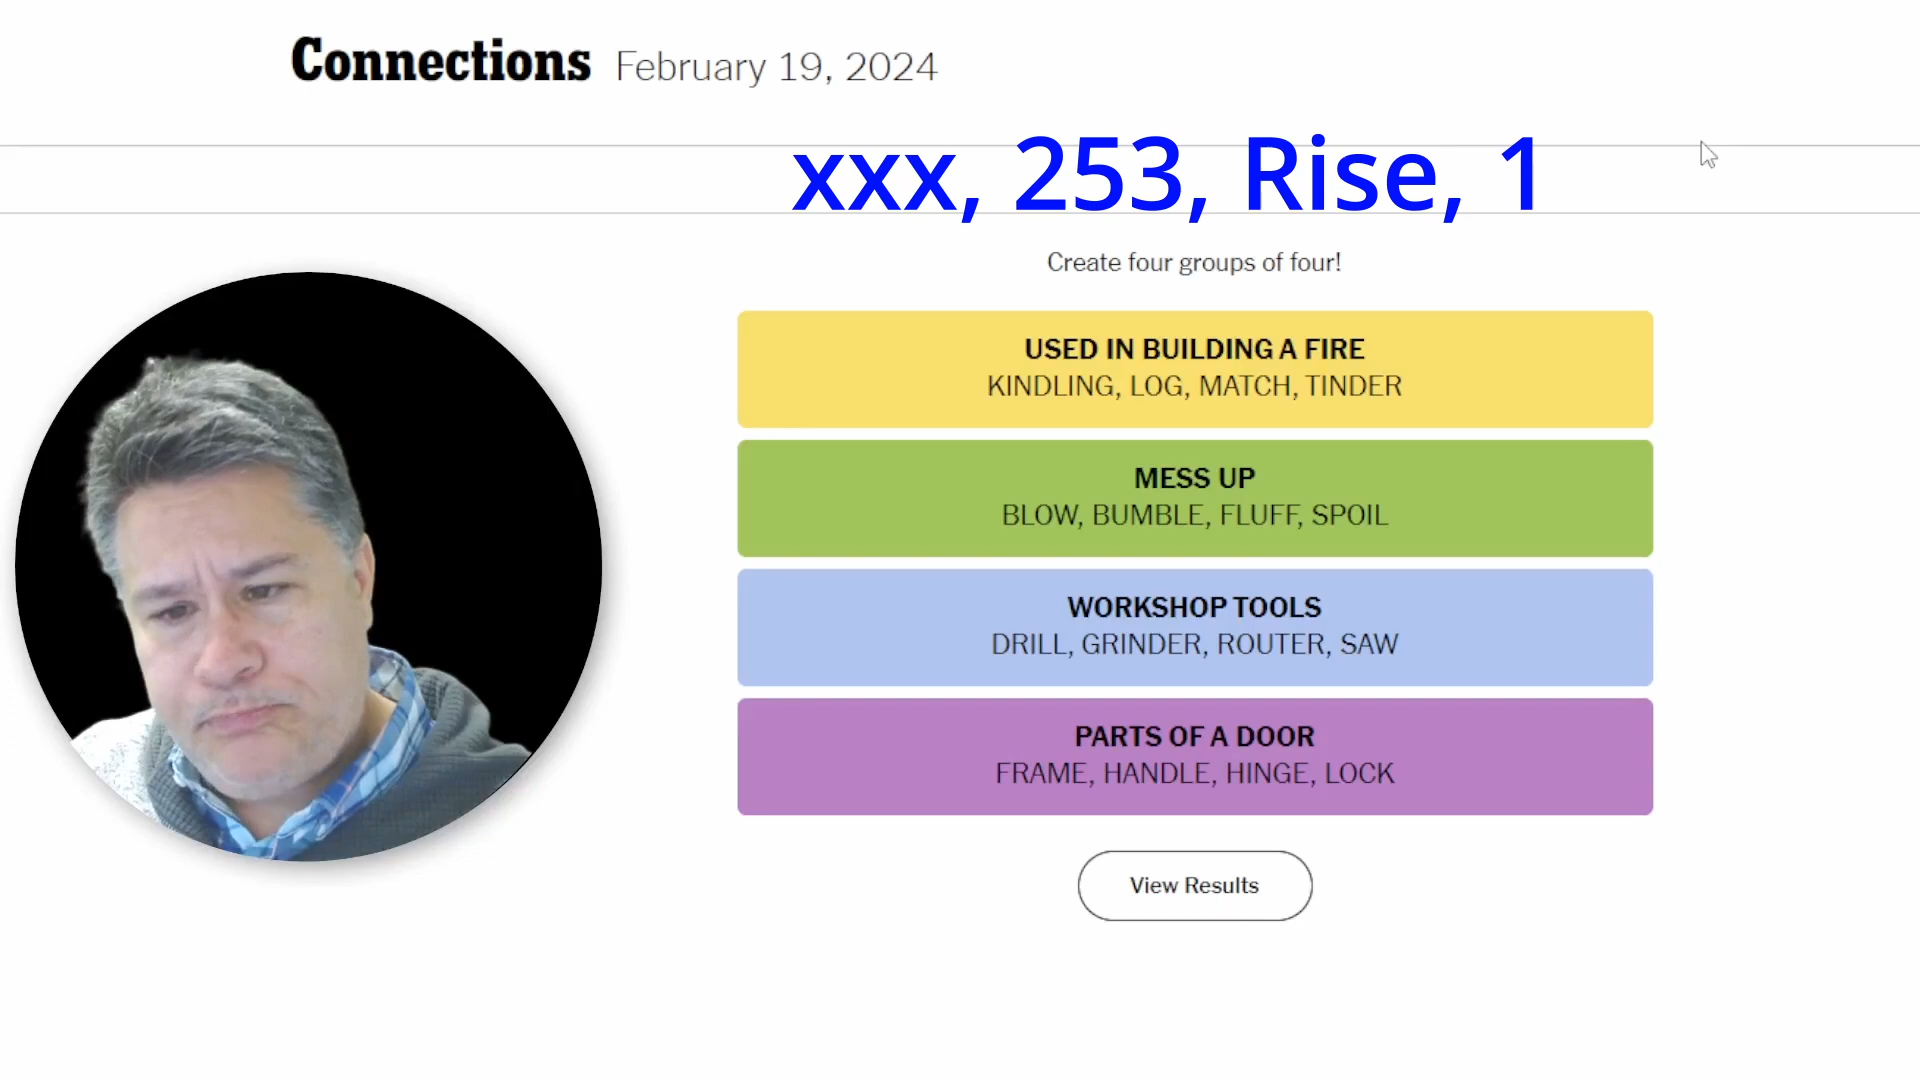 Connections February 19, 2024
xxx, 253, Rise, 1
Create four groups of four!
USED IN BUILDING A FIRE
KINDLING, LOG, MATCH, TINDER
MESS UP
BLOW, BUMBLE, FLUFF, SPOIL
WORKSHOP TOOLS
DRILL, GRINDER, ROUTER, SAW
PARTS OF A DOOR
FRAME, HANDLE, HINGE, LOCK
View Results